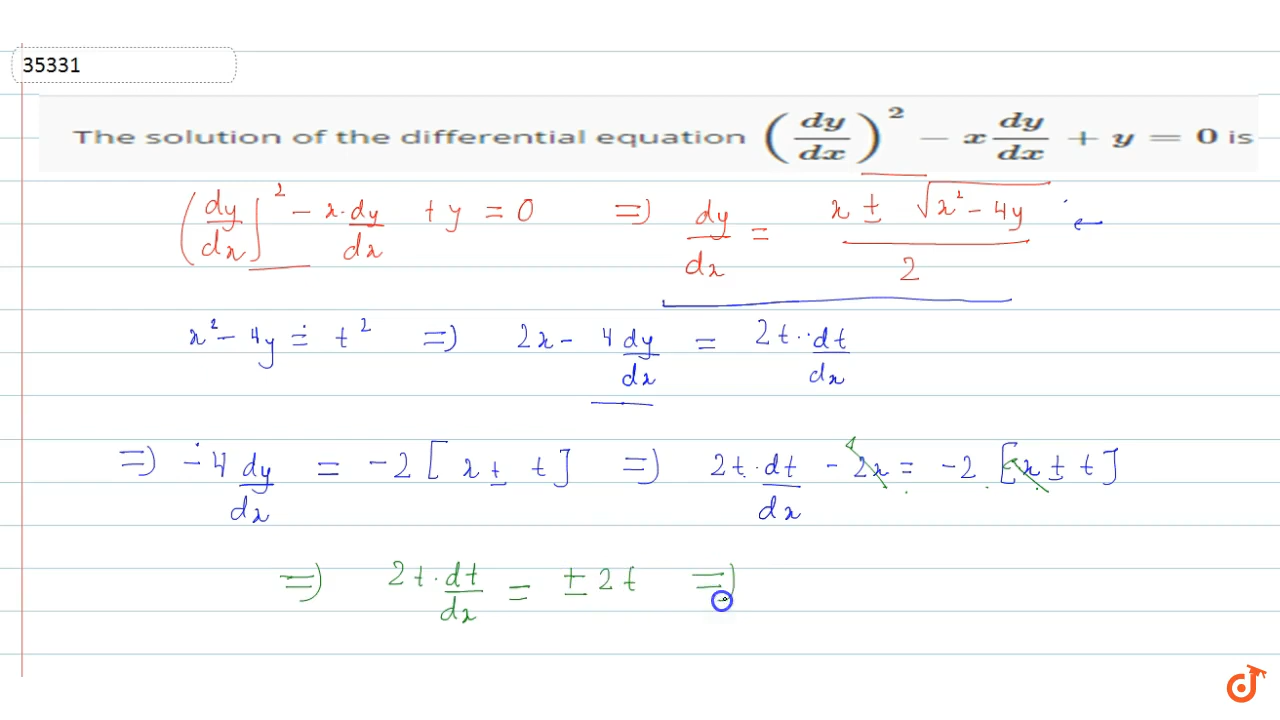 35331
The solution of the differential equation (dy/dx)² − x dy/dx + y = 0 is
(dy/dx)² − x · dy/dx + y = 0 ⇒ dy/dx = (x ± √(x² − 4y))/2 ←
x² − 4y = t² ⇒ 2x − 4 dy/dx = 2t · dt/dx
⇒ −4 dy/dx = −2 [x ± t] ⇒ 2t · dt/dx − 2x = −2 [x ± t]
⇒ 2t · dt/dx = ± 2t ⇒